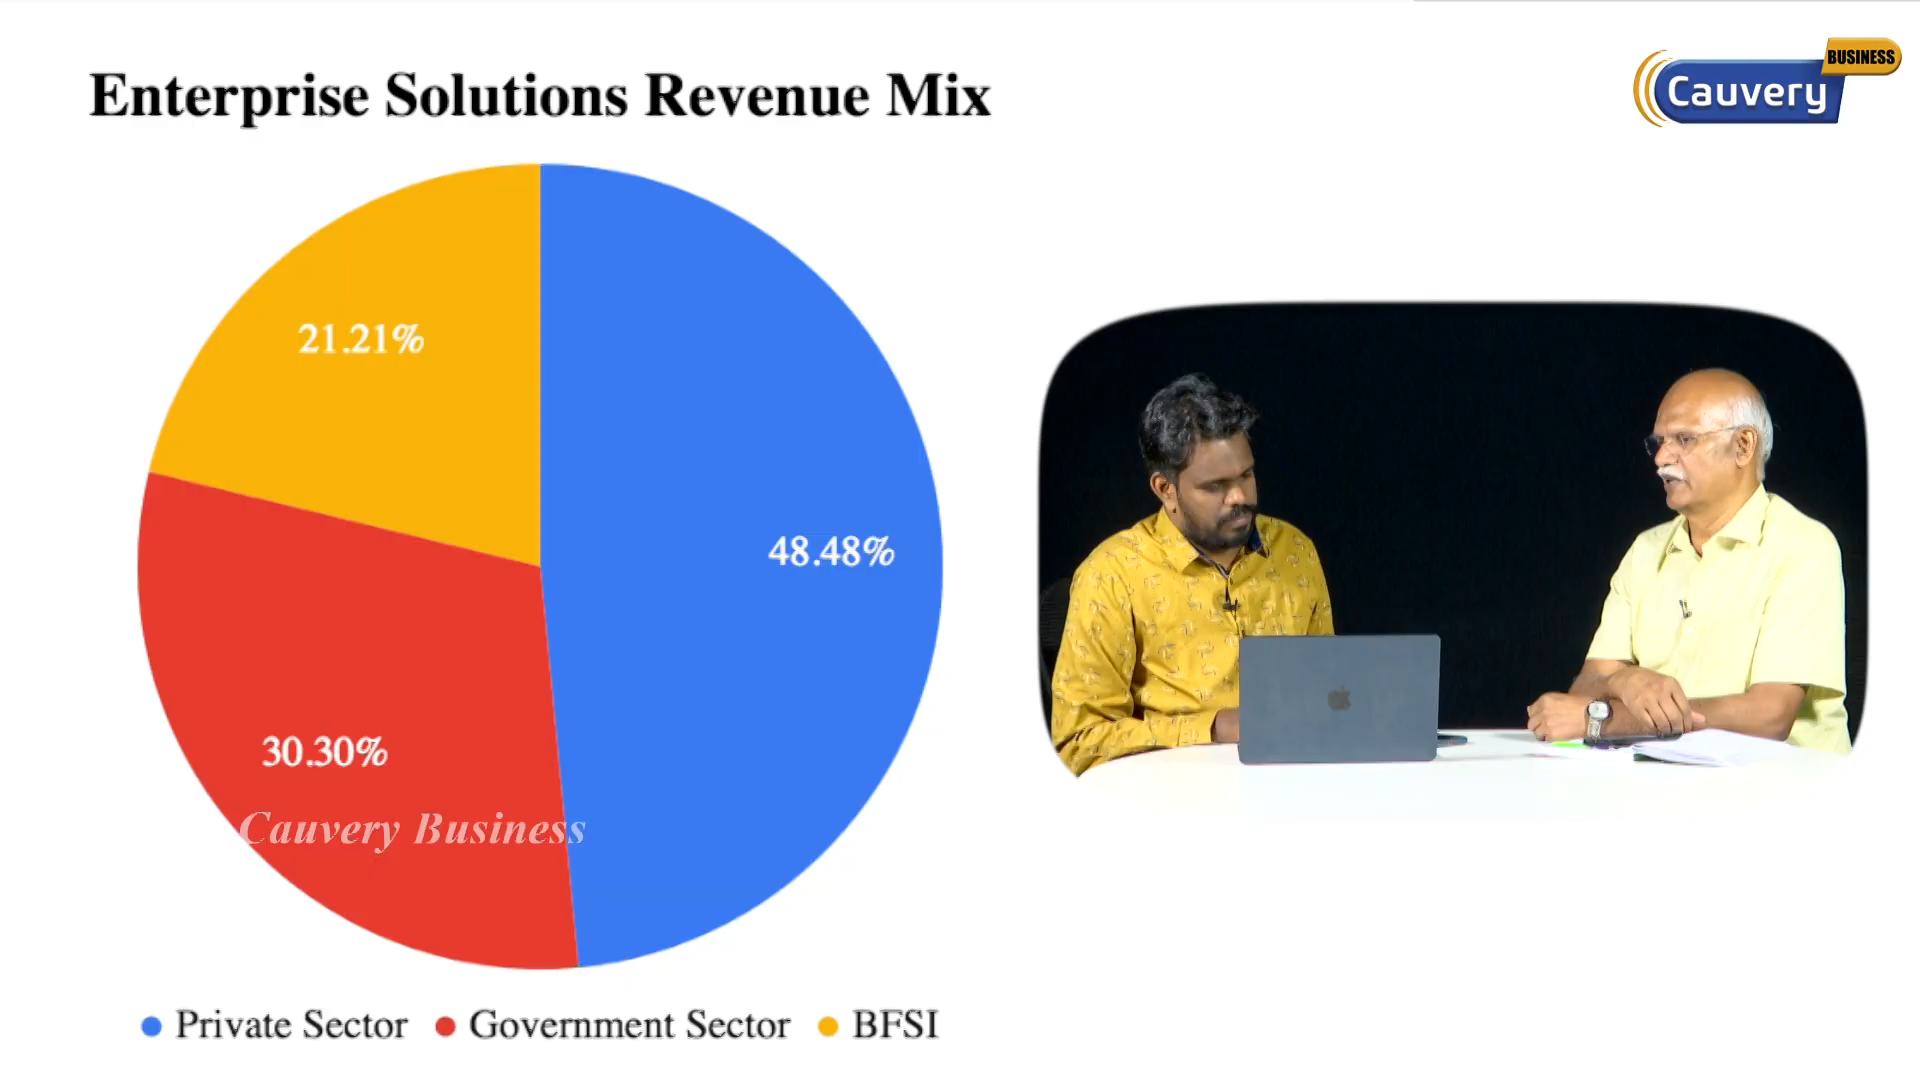 Enterprise Solutions Revenue Mix
BUSINESS
Cauvery
21.21%
48.48%
30.30%
Cauvery Business
Private Sector
Government Sector
BFSI